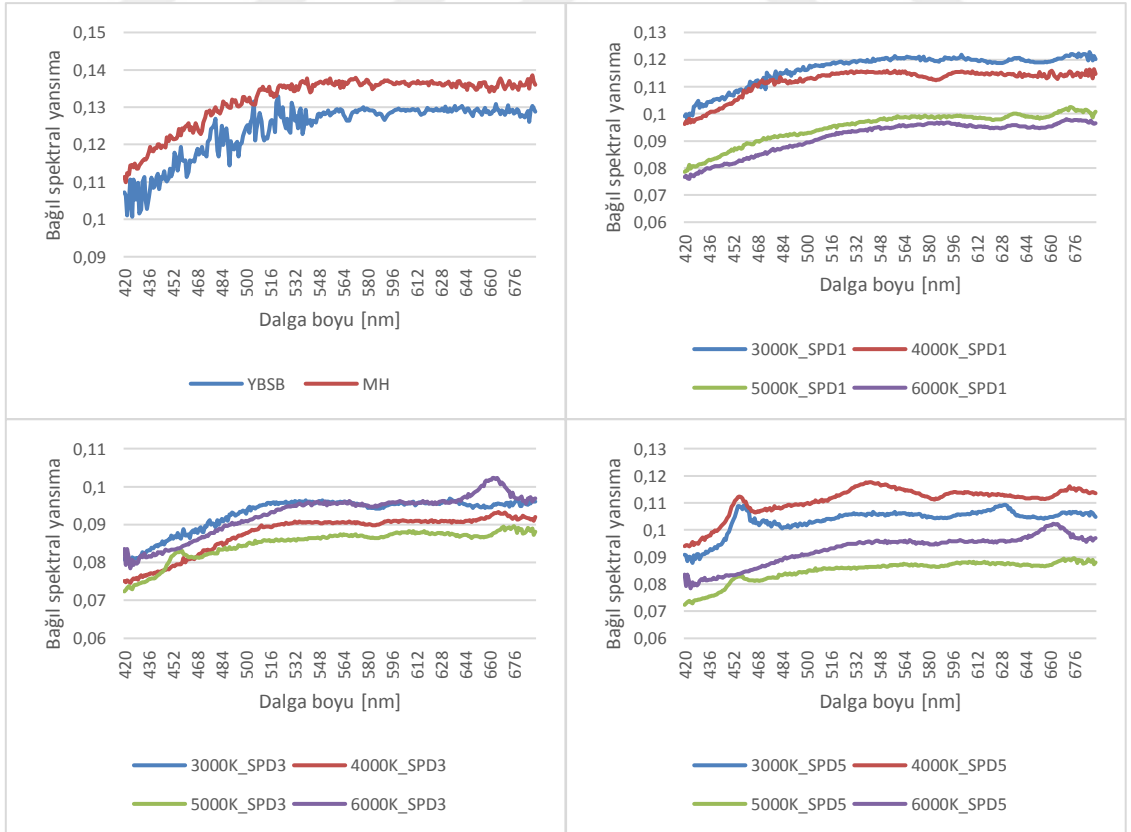 0,15
0,14
0,13
0,12
0,11
0,1
0,09
Bağıl spektral yansıma
420 436 452 468 484 500 516 532 548 564 580 596 612 628 644 660 676
Dalga boyu [nm]
YBSB MH
0,13
0,12
0,11
0,1
0,09
0,08
0,07
0,06
Bağıl spektral yansıma
420 436 452 468 484 500 516 532 548 564 580 596 612 628 644 660 676
Dalga boyu [nm]
3000K_SPD1 4000K_SPD1
5000K_SPD1 6000K_SPD1
0,11
0,1
0,09
0,08
0,07
0,06
Bağıl spektral yansıma
420 436 452 468 484 500 516 532 548 564 580 596 612 628 644 660 676
Dalga boyu [nm]
3000K_SPD3 4000K_SPD3
5000K_SPD3 6000K_SPD3
0,13
0,12
0,11
0,1
0,09
0,08
0,07
0,06
Bağıl spektral yansıma
420 436 452 468 484 500 516 532 548 564 580 596 612 628 644 660 676
Dalga boyu [nm]
3000K_SPD5 4000K_SPD5
5000K_SPD5 6000K_SPD5